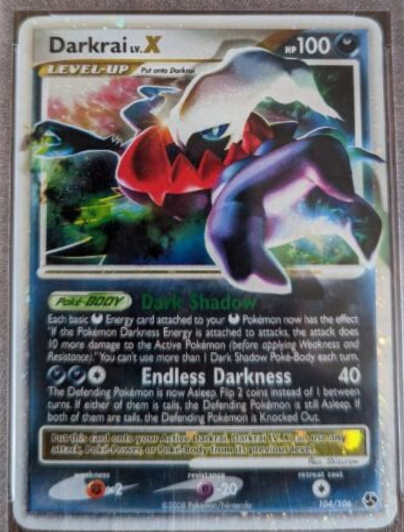 Darkrai LV.X HP 100
LEVEL-UP Put onto Darkrai
Poké-BODY Dark Shadow
Each basic Energy card attached to your Pokémon now has the effect
"If the Pokémon Darkness Energy is attached to attacks, the attack does
10 more damage to the Active Pokémon (before applying Weakness and
Resistance)." You can't use more than 1 Dark Shadow Poké-Body each turn.
Endless Darkness 40
The Defending Pokémon is now Asleep. Flip 2 coins instead of 1 between
turns. If either of them is tails, the Defending Pokémon is still Asleep. If
both of them are tails, the Defending Pokémon is Knocked Out.
Put this card onto your Active Darkrai. Darkrai LV.X can use any
attack, Poké-Power, or Poké-Body from its previous level.
weakness resistance retreat cost
×2 -20
©2008 Pokémon/Nintendo 104/106